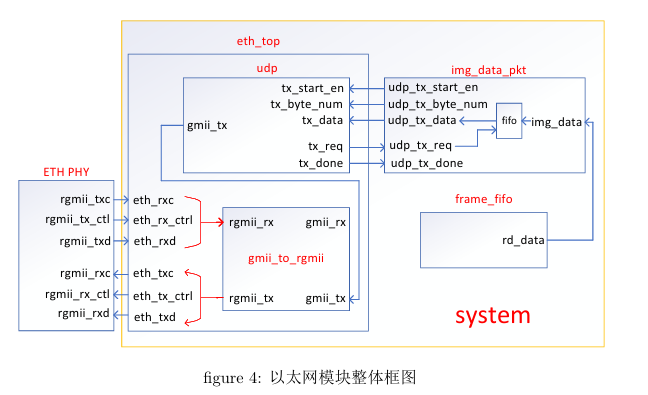 eth_top
udp
img_data_pkt
tx_start_en
tx_byte_num
tx_data
tx_req
tx_done
gmii_tx
udp_tx_start_en
udp_tx_byte_num
udp_tx_data
udp_tx_req
udp_tx_done
fifo
img_data
ETH PHY
rgmii_txc
rgmii_tx_ctl
rgmii_txd
rgmii_rxc
rgmii_rx_ctl
rgmii_rxd
eth_rxc
eth_rx_ctrl
eth_rxd
eth_txc
eth_tx_ctrl
eth_txd
rgmii_rx
gmii_rx
gmii_to_rgmii
rgmii_tx
gmii_tx
frame_fifo
rd_data
system
figure 4: 以太网模块整体框图